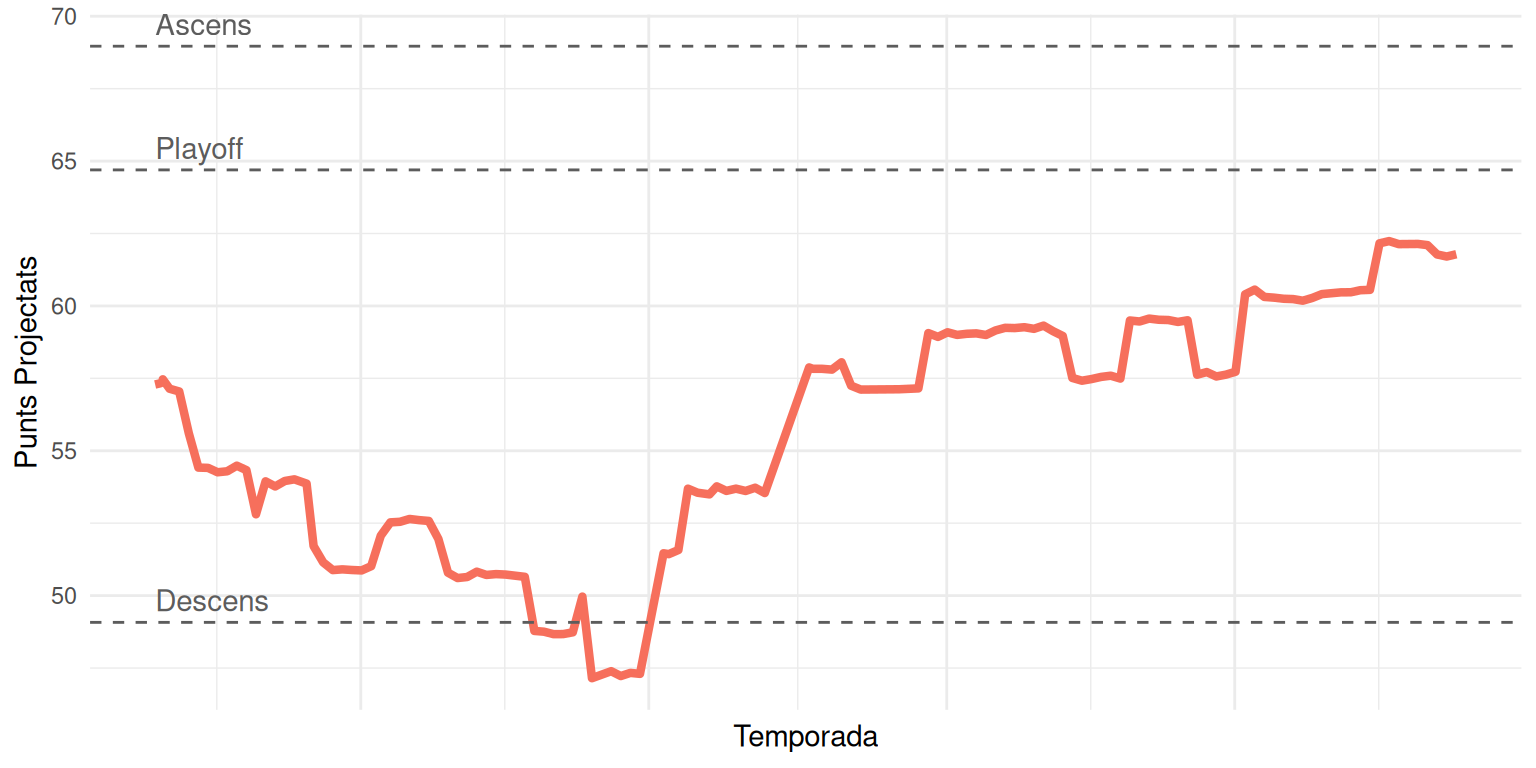 70
Ascens
Playoff
65
60
55
50
Descens
Punts Projectats
Temporada